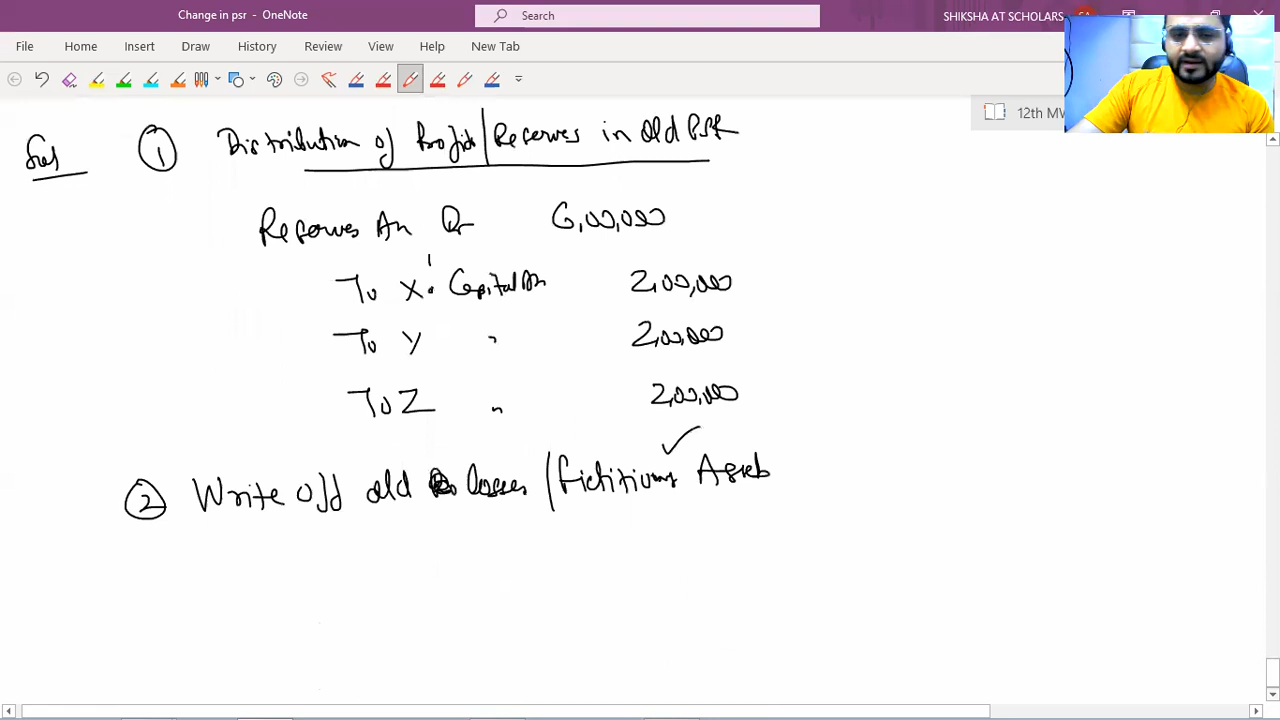 Change in psr - OneNote
Search
SHIKSHA AT SCHOLARS
File Home Insert Draw History Review View Help New Tab
12th
Sol ① Distribution of Profit/Reserves in old PSR
Reserves A/c Dr 6,00,000
To X's Capital A/c 2,00,000
To Y " 2,00,000
To Z " 2,00,000
② Write off old losses/Fictitious Assets